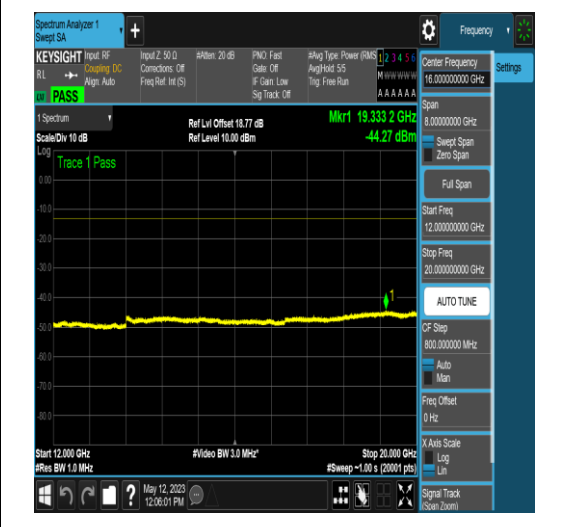 Spectrum Analyzer 1
Swept SA
+
Frequency
KEYSIGHT
RL
PASS
Input: RF
Coupling: DC
Align: Auto
Input Z: 50 Ω
Corrections: Off
Freq Ref: Int (S)
#Atten: 20 dB
PNO: Fast
Gate: Off
IF Gain: Low
Sig Track: Off
#Avg Type: Power (RMS
Avg|Hold: 5/5
Trig: Free Run
1 2 3 4 5 6
M W W W W W
A A A A A A
1 Spectrum
Scale/Div 10 dB
Ref Lvl Offset 18.77 dB
Ref Level 10.00 dBm
Mkr1 19.333 2 GHz
-44.27 dBm
Log
Trace 1 Pass
0.00
-10.0
-20.0
-30.0
-40.0
-50.0
-60.0
-70.0
-80.0
1
Start 12.000 GHz
#Res BW 1.0 MHz
#Video BW 3.0 MHz*
Stop 20.000 GHz
#Sweep ~1.00 s (20001 pts)
May 12, 2023
12:06:01 PM
?
Settings
Center Frequency
16.000000000 GHz
Span
8.00000000 GHz
Swept Span
Zero Span
Full Span
Start Freq
12.000000000 GHz
Stop Freq
20.000000000 GHz
AUTO TUNE
CF Step
800.000000 MHz
Auto
Man
Freq Offset
0 Hz
X Axis Scale
Log
Lin
Signal Track
(Span Zoom)